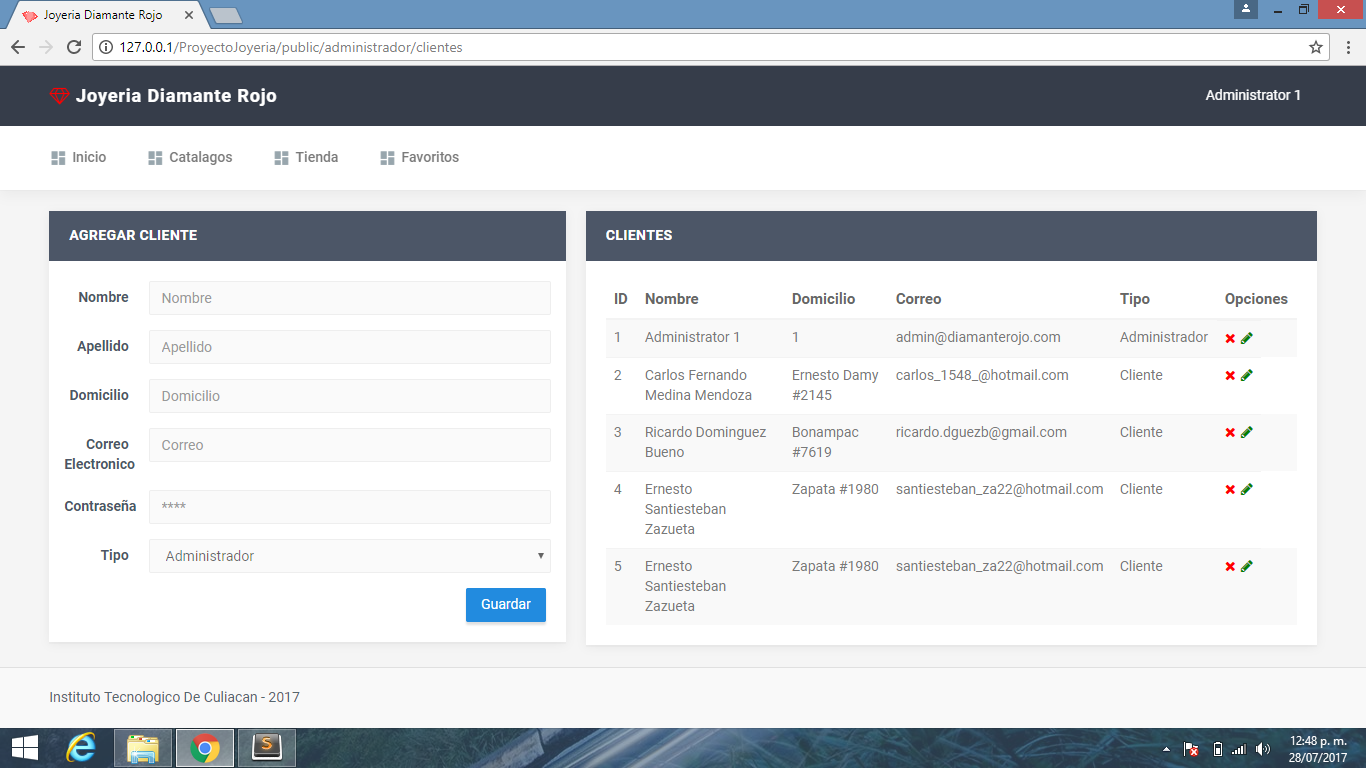 Joyeria Diamante Rojo
127.0.0.1/ProyectoJoyeria/public/administrador/clientes
Joyeria Diamante Rojo
Administrator 1
Inicio Catalagos Tienda Favoritos
AGREGAR CLIENTE
Nombre Nombre
Apellido Apellido
Domicilio Domicilio
Correo Electronico Correo
Contraseña ****
Tipo Administrador
Guardar
CLIENTES
ID Nombre Domicilio Correo Tipo Opciones
1 Administrator 1 1 admin@diamanterojo.com Administrador
2 Carlos Fernando Medina Mendoza Ernesto Damy #2145 carlos_1548_@hotmail.com Cliente
3 Ricardo Dominguez Bueno Bonampac #7619 ricardo.dguezb@gmail.com Cliente
4 Ernesto Santiesteban Zazueta Zapata #1980 santiesteban_za22@hotmail.com Cliente
5 Ernesto Santiesteban Zazueta Zapata #1980 santiesteban_za22@hotmail.com Cliente
Instituto Tecnologico De Culiacan - 2017
12:48 p. m.
28/07/2017